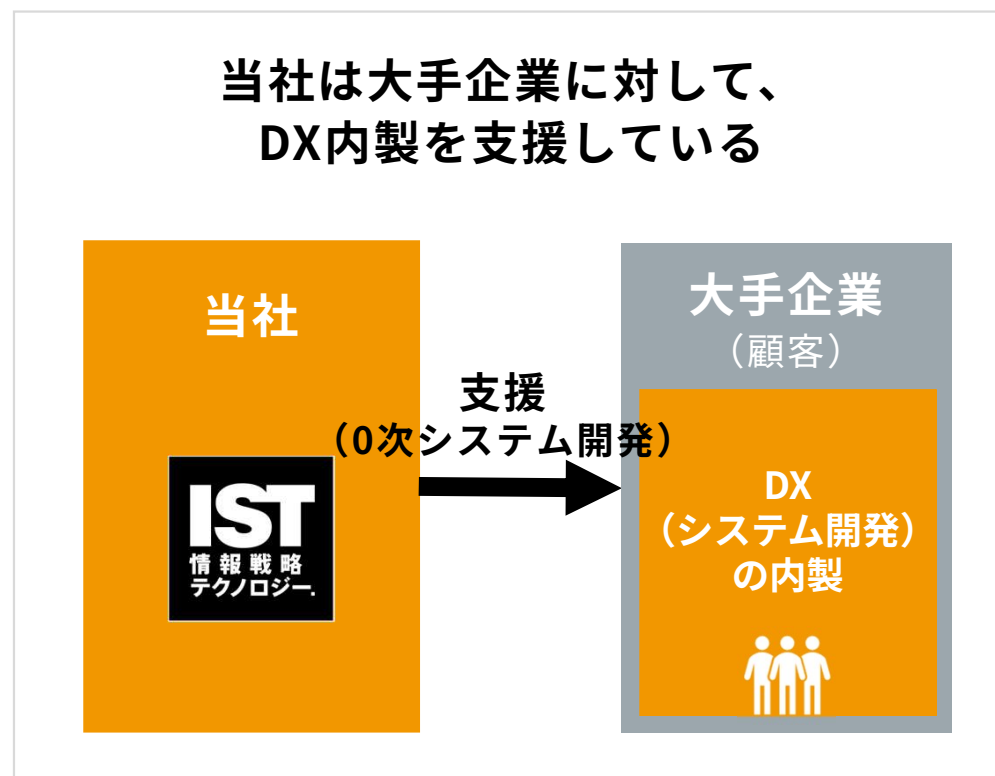 当社は大手企業に対して、
DX内製を支援している
当社
IST
情報戦略
テクノロジー.
支援
（0次システム開発）
大手企業
（顧客）
DX
（システム開発）
の内製